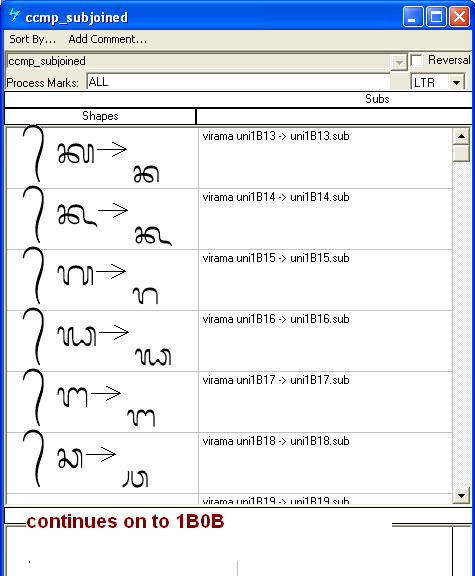 ccmp_subjoined
Sort By... Add Comment...
ccmp_subjoined Reversal
Process Marks: ALL LTR
Subs
Shapes
virama uni1B13 -> uni1B13.sub
virama uni1B14 -> uni1B14.sub
virama uni1B15 -> uni1B15.sub
virama uni1B16 -> uni1B16.sub
virama uni1B17 -> uni1B17.sub
virama uni1B18 -> uni1B18.sub
virama uni1B19 -> uni1B19.sub
continues on to 1B0B